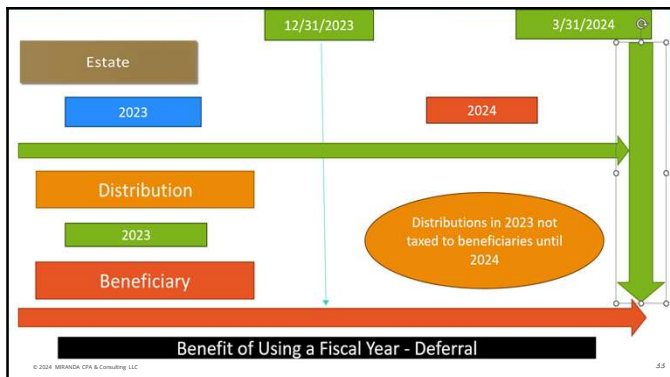 12/31/2023
3/31/2024
Estate
2023
2024
Distribution
2023
Distributions in 2023 not
taxed to beneficiaries until
2024
Beneficiary
Benefit of Using a Fiscal Year - Deferral
© 2024 MIRANDA CPA & Consulting LLC
55